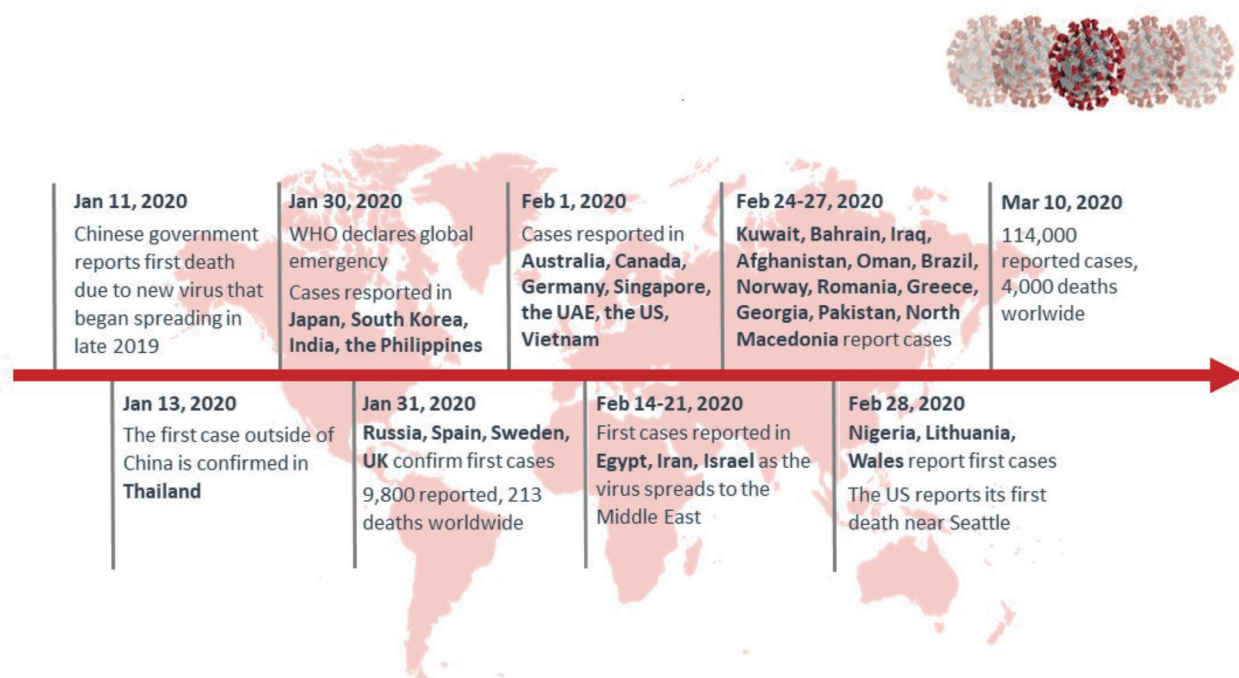 Jan 11, 2020
Chinese government
reports first death
due to new virus that
began spreading in
late 2019
Jan 30, 2020
WHO declares global
emergency
Cases resported in
Japan, South Korea,
India, the Philippines
Feb 1, 2020
Cases resported in
Australia, Canada,
Germany, Singapore,
the UAE, the US,
Vietnam
Feb 24-27, 2020
Kuwait, Bahrain, Iraq,
Afghanistan, Oman, Brazil,
Norway, Romania, Greece,
Georgia, Pakistan, North
Macedonia report cases
Mar 10, 2020
114,000
reported cases,
4,000 deaths
worlwide
Jan 13, 2020
The first case outside of
China is confirmed in
Thailand
Jan 31, 2020
Russia, Spain, Sweden,
UK confirm first cases
9,800 reported, 213
deaths worldwide
Feb 14-21, 2020
First cases reported in
Egypt, Iran, Israel as the
virus spreads to the
Middle East
Feb 28, 2020
Nigeria, Lithuania,
Wales report first cases
The US reports its first
death near Seattle